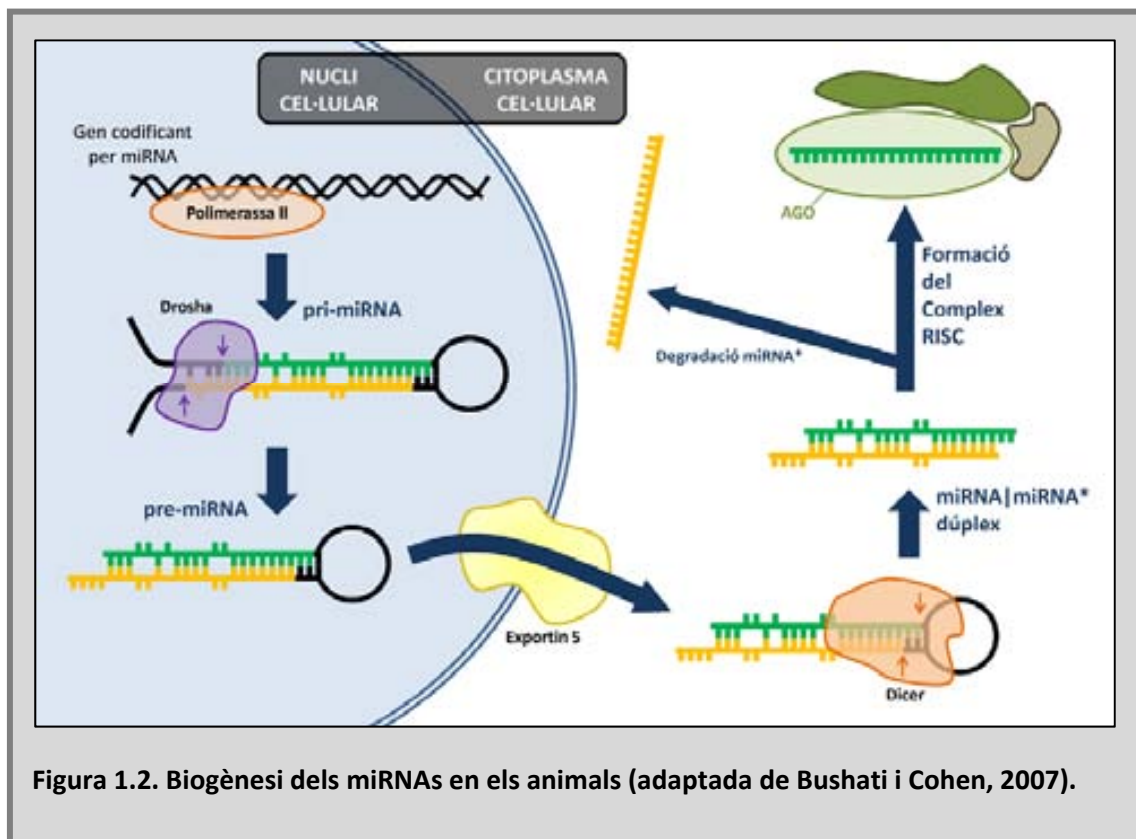 NUCLI
CEL·LULAR
CITOPLASMA
CEL·LULAR
Gen codificant
per miRNA
Polimerassa II
Drosha
pri-miRNA
pre-miRNA
Exportin 5
Dicer
miRNA|miRNA*
dúplex
Degradació miRNA*
Formació
del
Complex
RISC
AGO
Figura 1.2. Biogènesi dels miRNAs en els animals (adaptada de Bushati i Cohen, 2007).